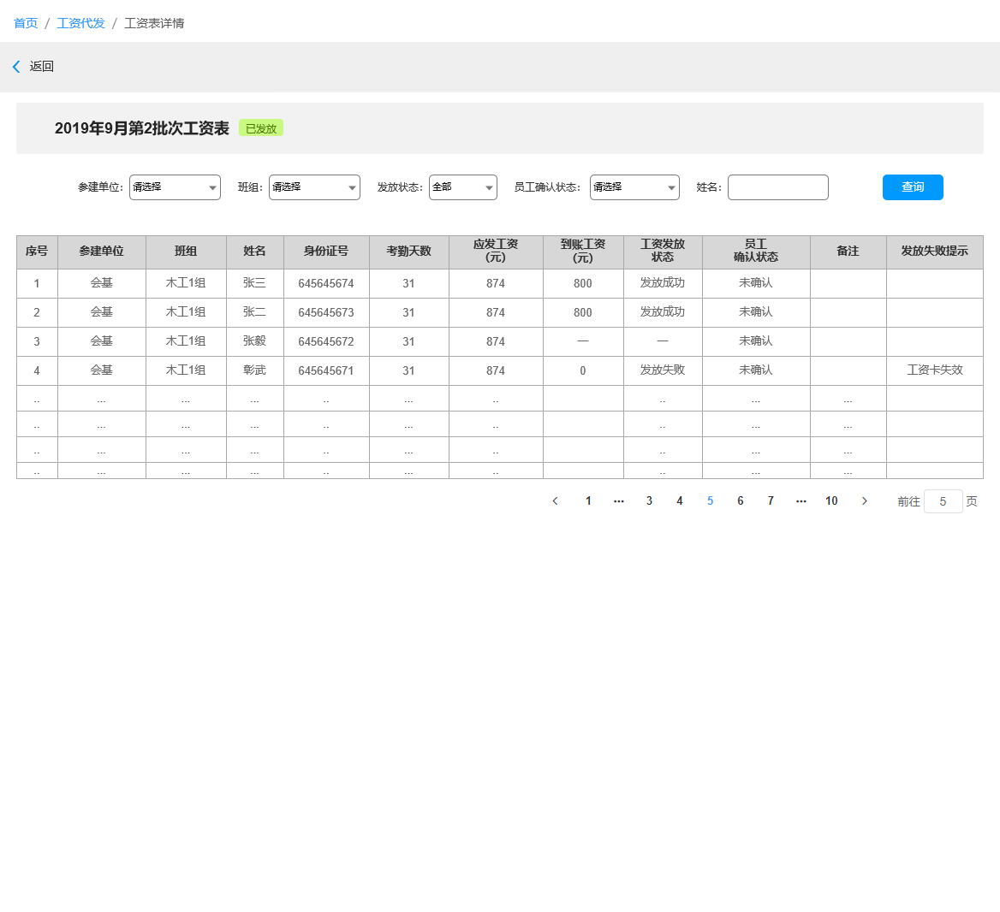 首页 / 工资代发 / 工资表详情
返回
2019年9月第2批次工资表 已发放
参建单位: 请选择 班组: 请选择 发放状态: 全部 员工确认状态: 请选择 姓名: 查询
序号 参建单位 班组 姓名 身份证号 考勤天数 应发工资(元) 到账工资(元) 工资发放状态 员工确认状态 备注 发放失败提示
1 会基 木工1组 张三 645645674 31 874 800 发放成功 未确认
2 会基 木工1组 张二 645645673 31 874 800 发放成功 未确认
3 会基 木工1组 张毅 645645672 31 874 — — 未确认
4 会基 木工1组 彰武 645645671 31 874 0 发放失败 未确认 工资卡失效
.. ... ... ... .. ... .. .. ... ...
.. ... ... ... .. ... .. .. ... ...
.. ... ... ... .. ... .. .. ... ...
.. ... ... ... .. ... .. .. ... ...
< 1 ••• 3 4 5 6 7 ••• 10 > 前往 5 页